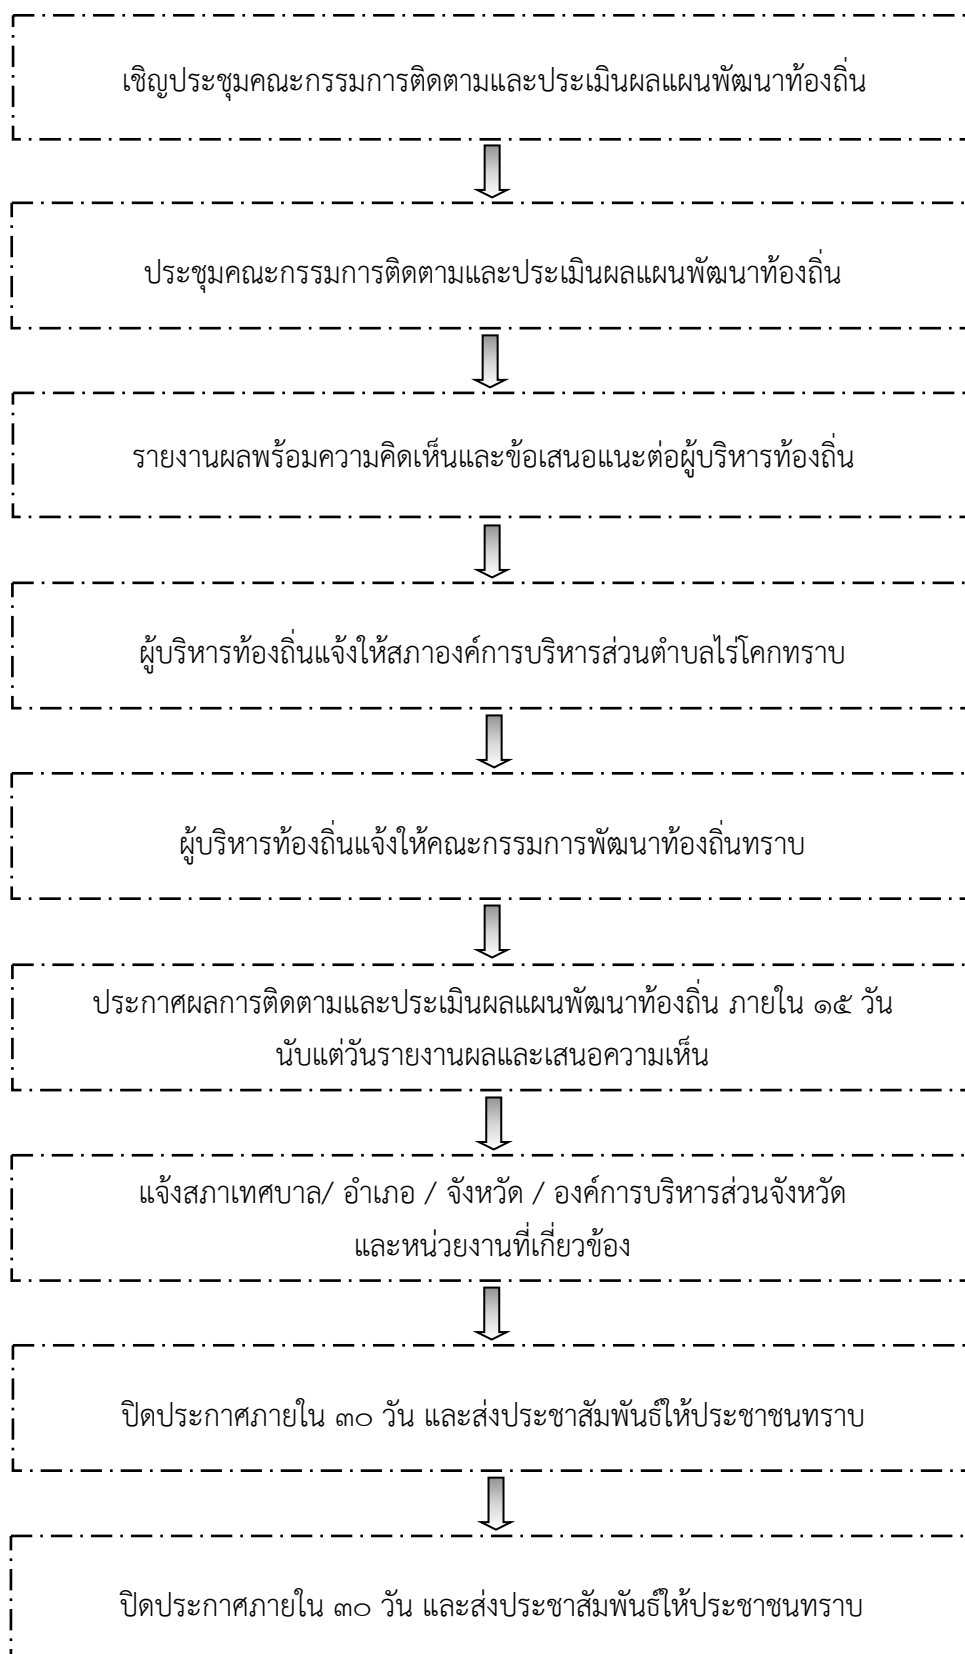 เชิญประชุมคณะกรรมการติดตามและประเมินผลแผนพัฒนาท้องถิ่น
ประชุมคณะกรรมการติดตามและประเมินผลแผนพัฒนาท้องถิ่น
รายงานผลพร้อมความคิดเห็นและข้อเสนอแนะต่อผู้บริหารท้องถิ่น
ผู้บริหารท้องถิ่นแจ้งให้สภาองค์การบริหารส่วนตำบลไร่โคกทราบ
ผู้บริหารท้องถิ่นแจ้งให้คณะกรรมการพัฒนาท้องถิ่นทราบ
ประกาศผลการติดตามและประเมินผลแผนพัฒนาท้องถิ่น ภายใน ๑๕ วัน
นับแต่วันรายงานผลและเสนอความเห็น
แจ้งสภาเทศบาล/ อำเภอ / จังหวัด / องค์การบริหารส่วนจังหวัด
และหน่วยงานที่เกี่ยวข้อง
ปิดประกาศภายใน ๓๐ วัน และส่งประชาสัมพันธ์ให้ประชาชนทราบ
ปิดประกาศภายใน ๓๐ วัน และส่งประชาสัมพันธ์ให้ประชาชนทราบ